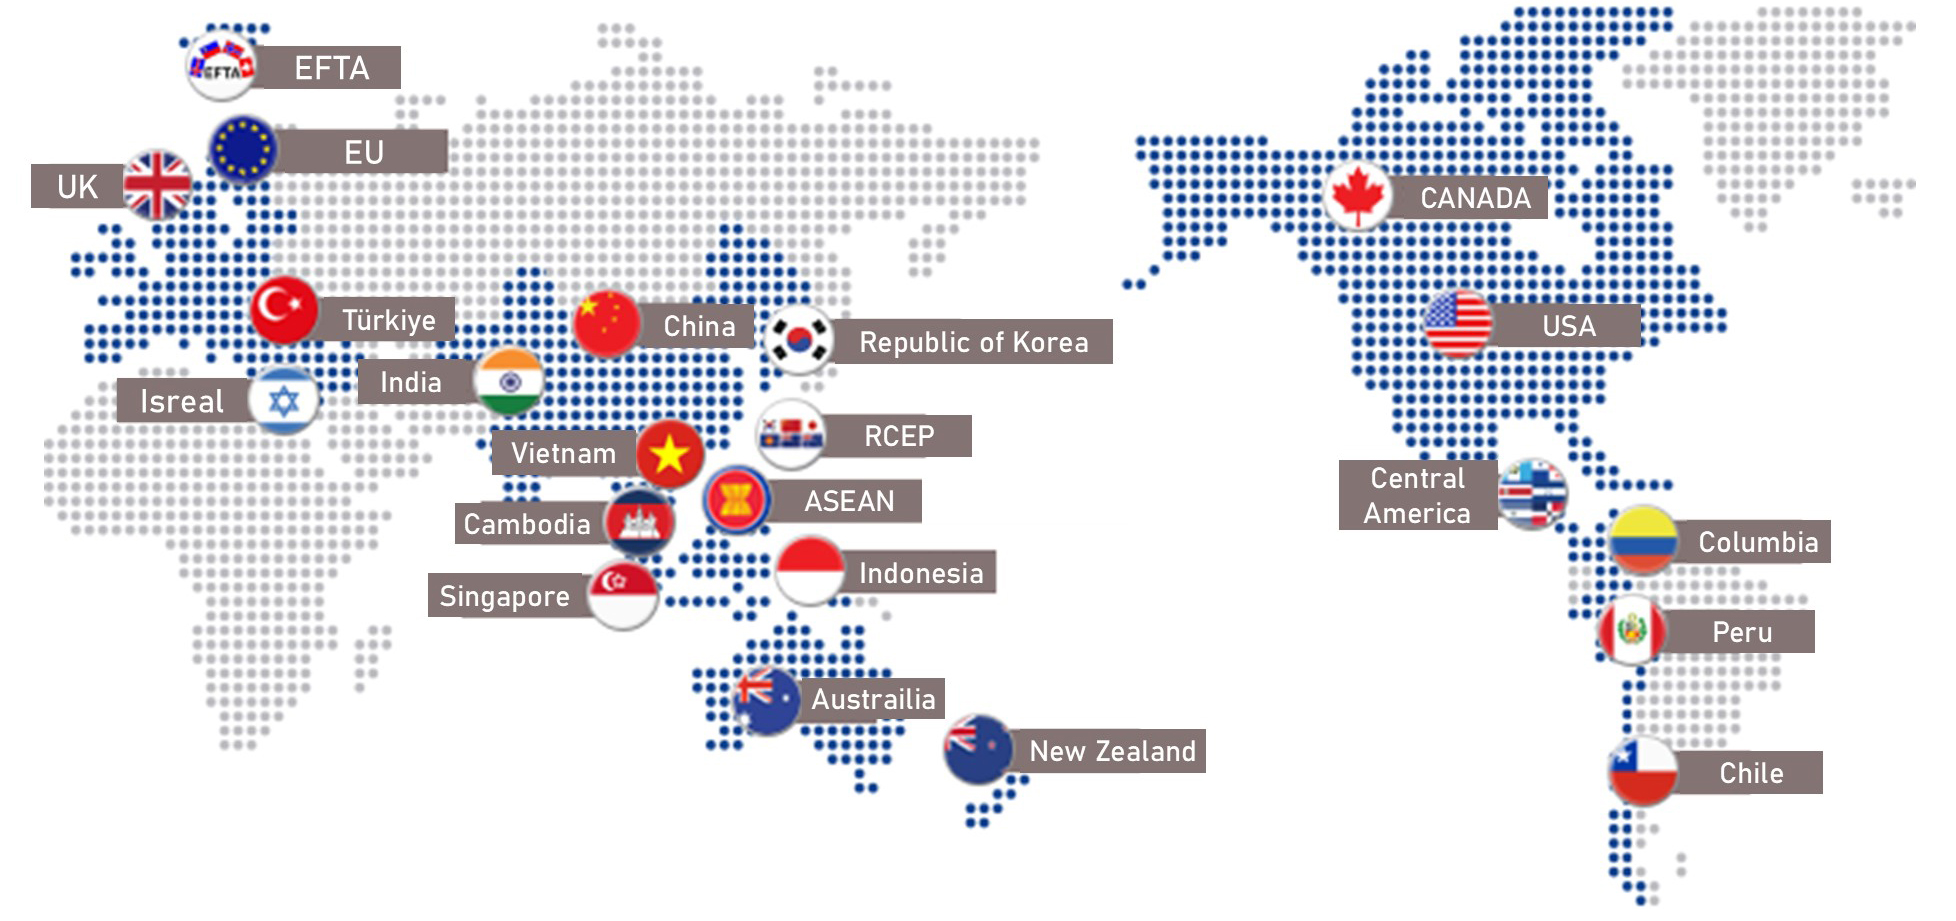 EFTA
EFTA
EU
UK
CANADA
Türkiye
China
Republic of Korea
USA
India
Isreal
RCEP
Vietnam
ASEAN
Central
America
Cambodia
Columbia
Indonesia
Singapore
Peru
Austrailia
New Zealand
Chile